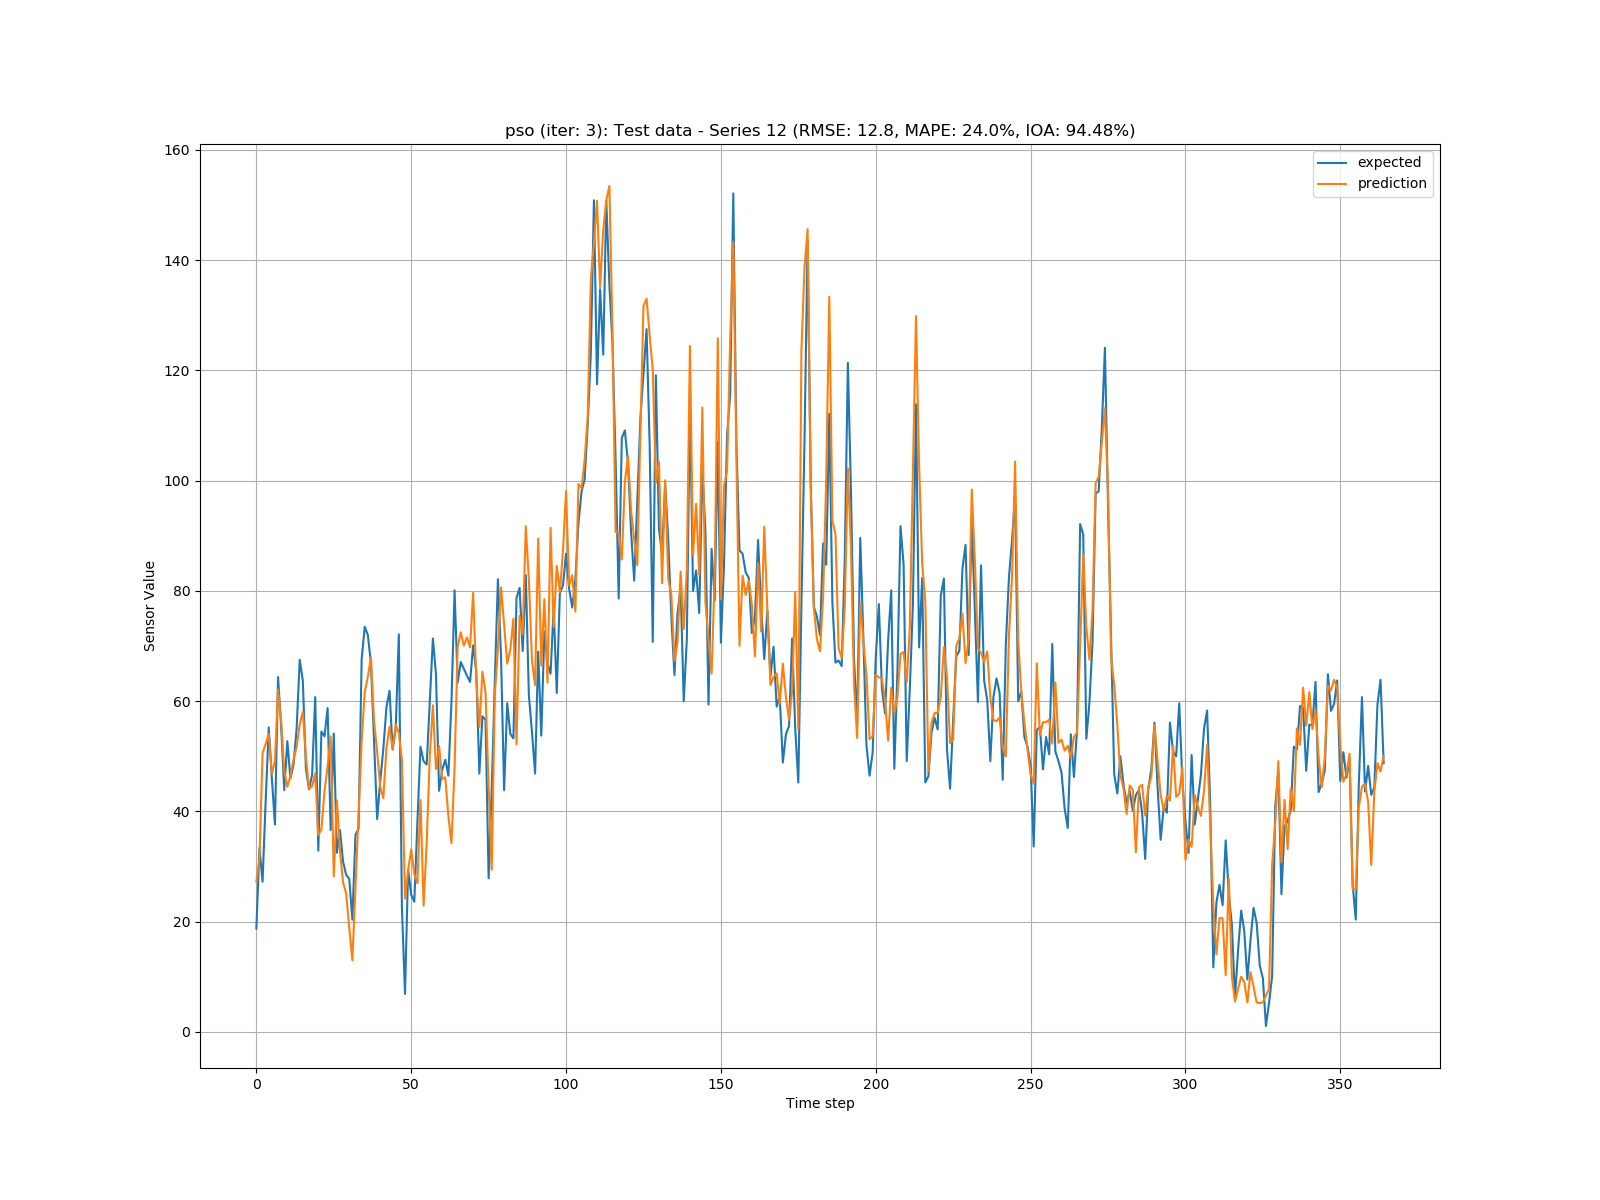 pso (iter: 3): Test data - Series 12 (RMSE: 12.8, MAPE: 24.0%, IOA: 94.48%)
expected
prediction
Sensor Value
160
140
120
100
80
60
40
20
0
0 50 100 150 200 250 300 350
Time step